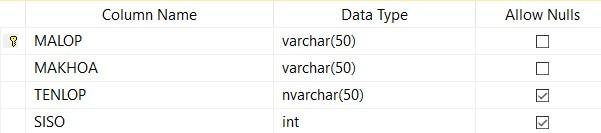 Column Name Data Type Allow Nulls
MALOP varchar(50)
MAKHOA varchar(50)
TENLOP nvarchar(50)
SISO int